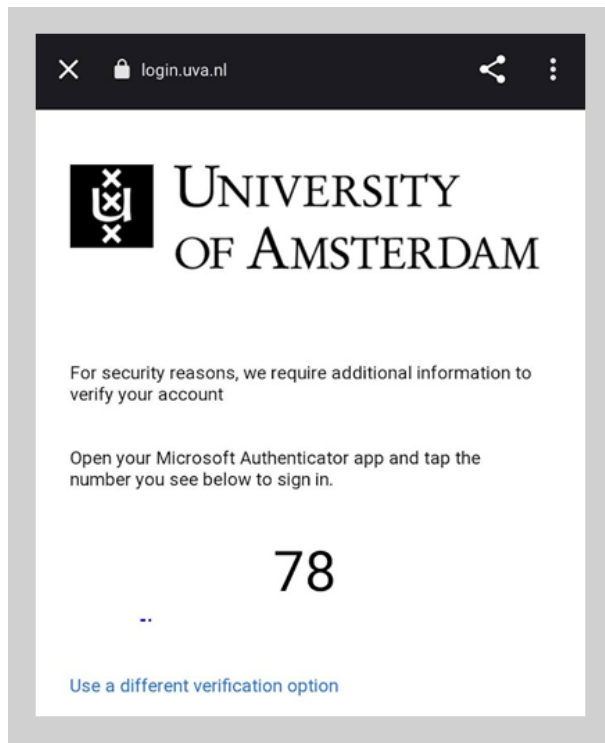 login.uva.nl
UNIVERSITY
OF AMSTERDAM
For security reasons, we require additional information to
verify your account
Open your Microsoft Authenticator app and tap the
number you see below to sign in.
78
Use a different verification option